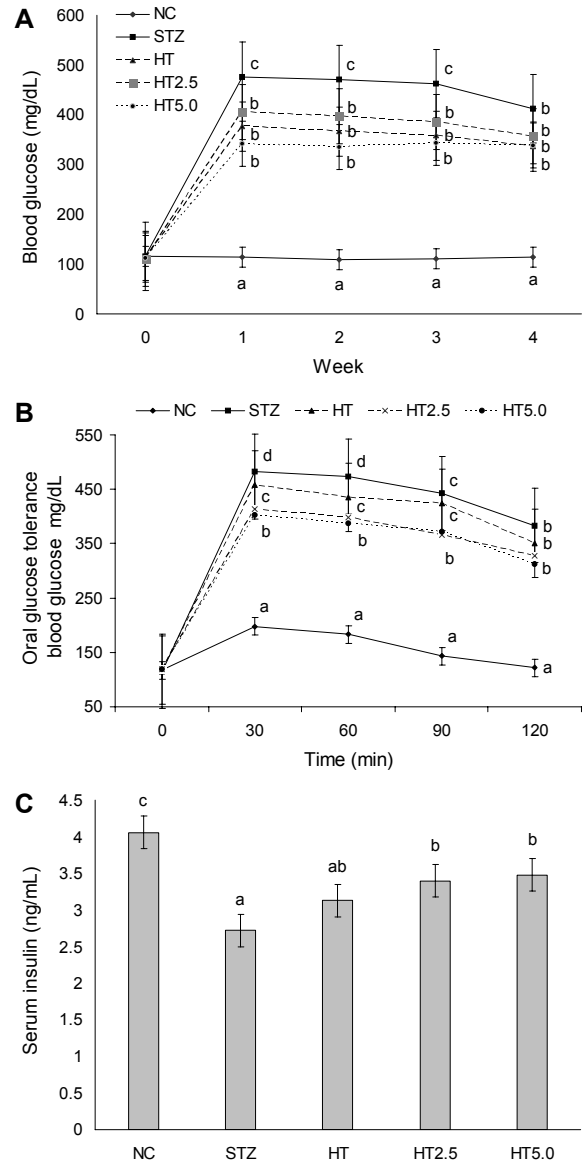 A
NC
STZ
HT
HT2.5
HT5.0
Blood glucose (mg/dL)
600
500
400
300
200
100
0
c
c
c
b
b
b
b
b
b
b
b
b
b
b
b
a
a
a
a
0 1 2 3 4
Week
B
NC STZ HT HT2.5 HT5.0
Oral glucose tolerance
blood glucose mg/dL
550
450
350
250
150
50
d
d
c
b
c
c
c
b
b
b
b
b
a
a
a
a
0 30 60 90 120
Time (min)
C
Serum insulin (ng/mL)
4.5
4
3.5
3
2.5
2
1.5
1
0.5
0
c
a
ab
b
b
NC STZ HT HT2.5 HT5.0